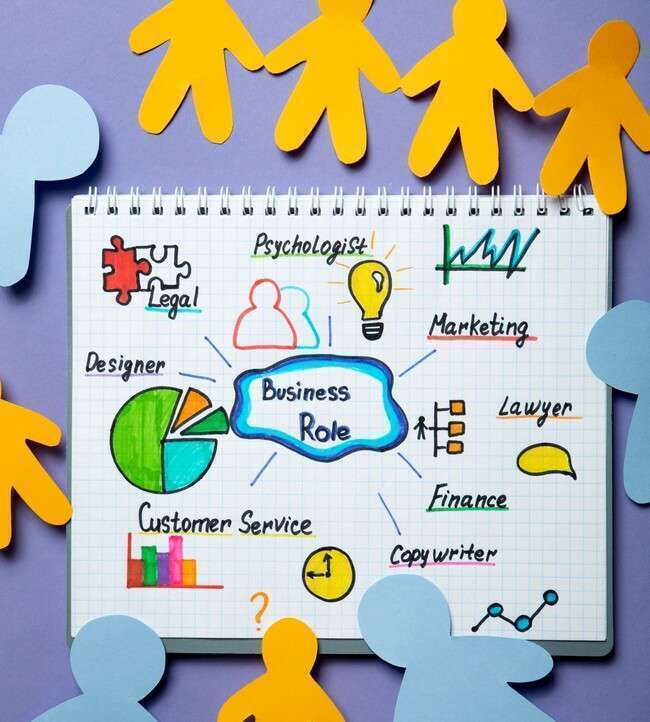 Psychologist
Legal
Marketing
Designer
Business
Role
Lawyer
Finance
Customer Service
Copywriter
?